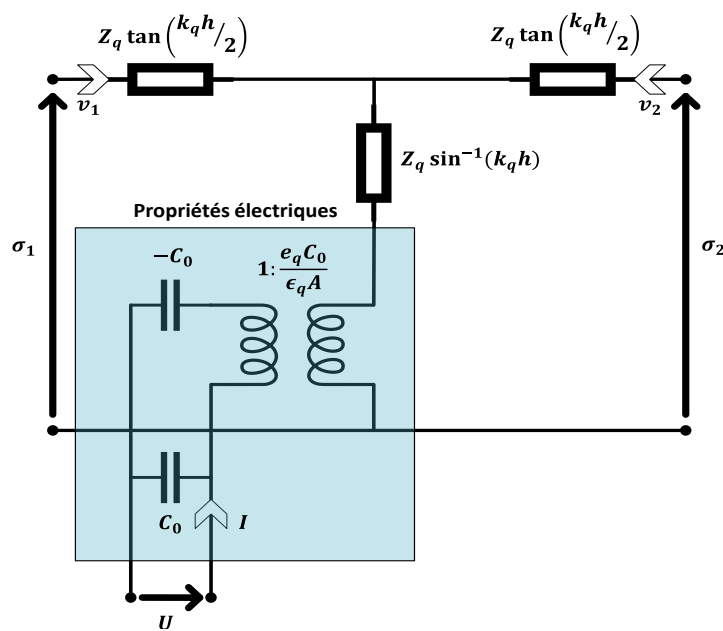 Z_q tan (k_q h/2)
Z_q tan (k_q h/2)
v_1
v_2
Z_q sin^{-1}(k_q h)
Propriétés électriques
σ_1
σ_2
-C_0
1: e_q C_0 / ϵ_q A
C_0
I
U